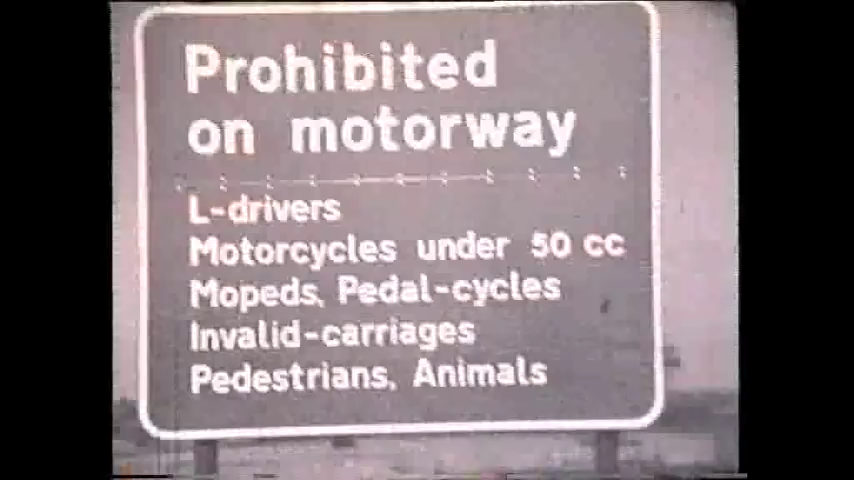 Prohibited
on motorway
L-drivers
Motorcycles under 50 cc
Mopeds, Pedal-cycles
Invalid-carriages
Pedestrians, Animals